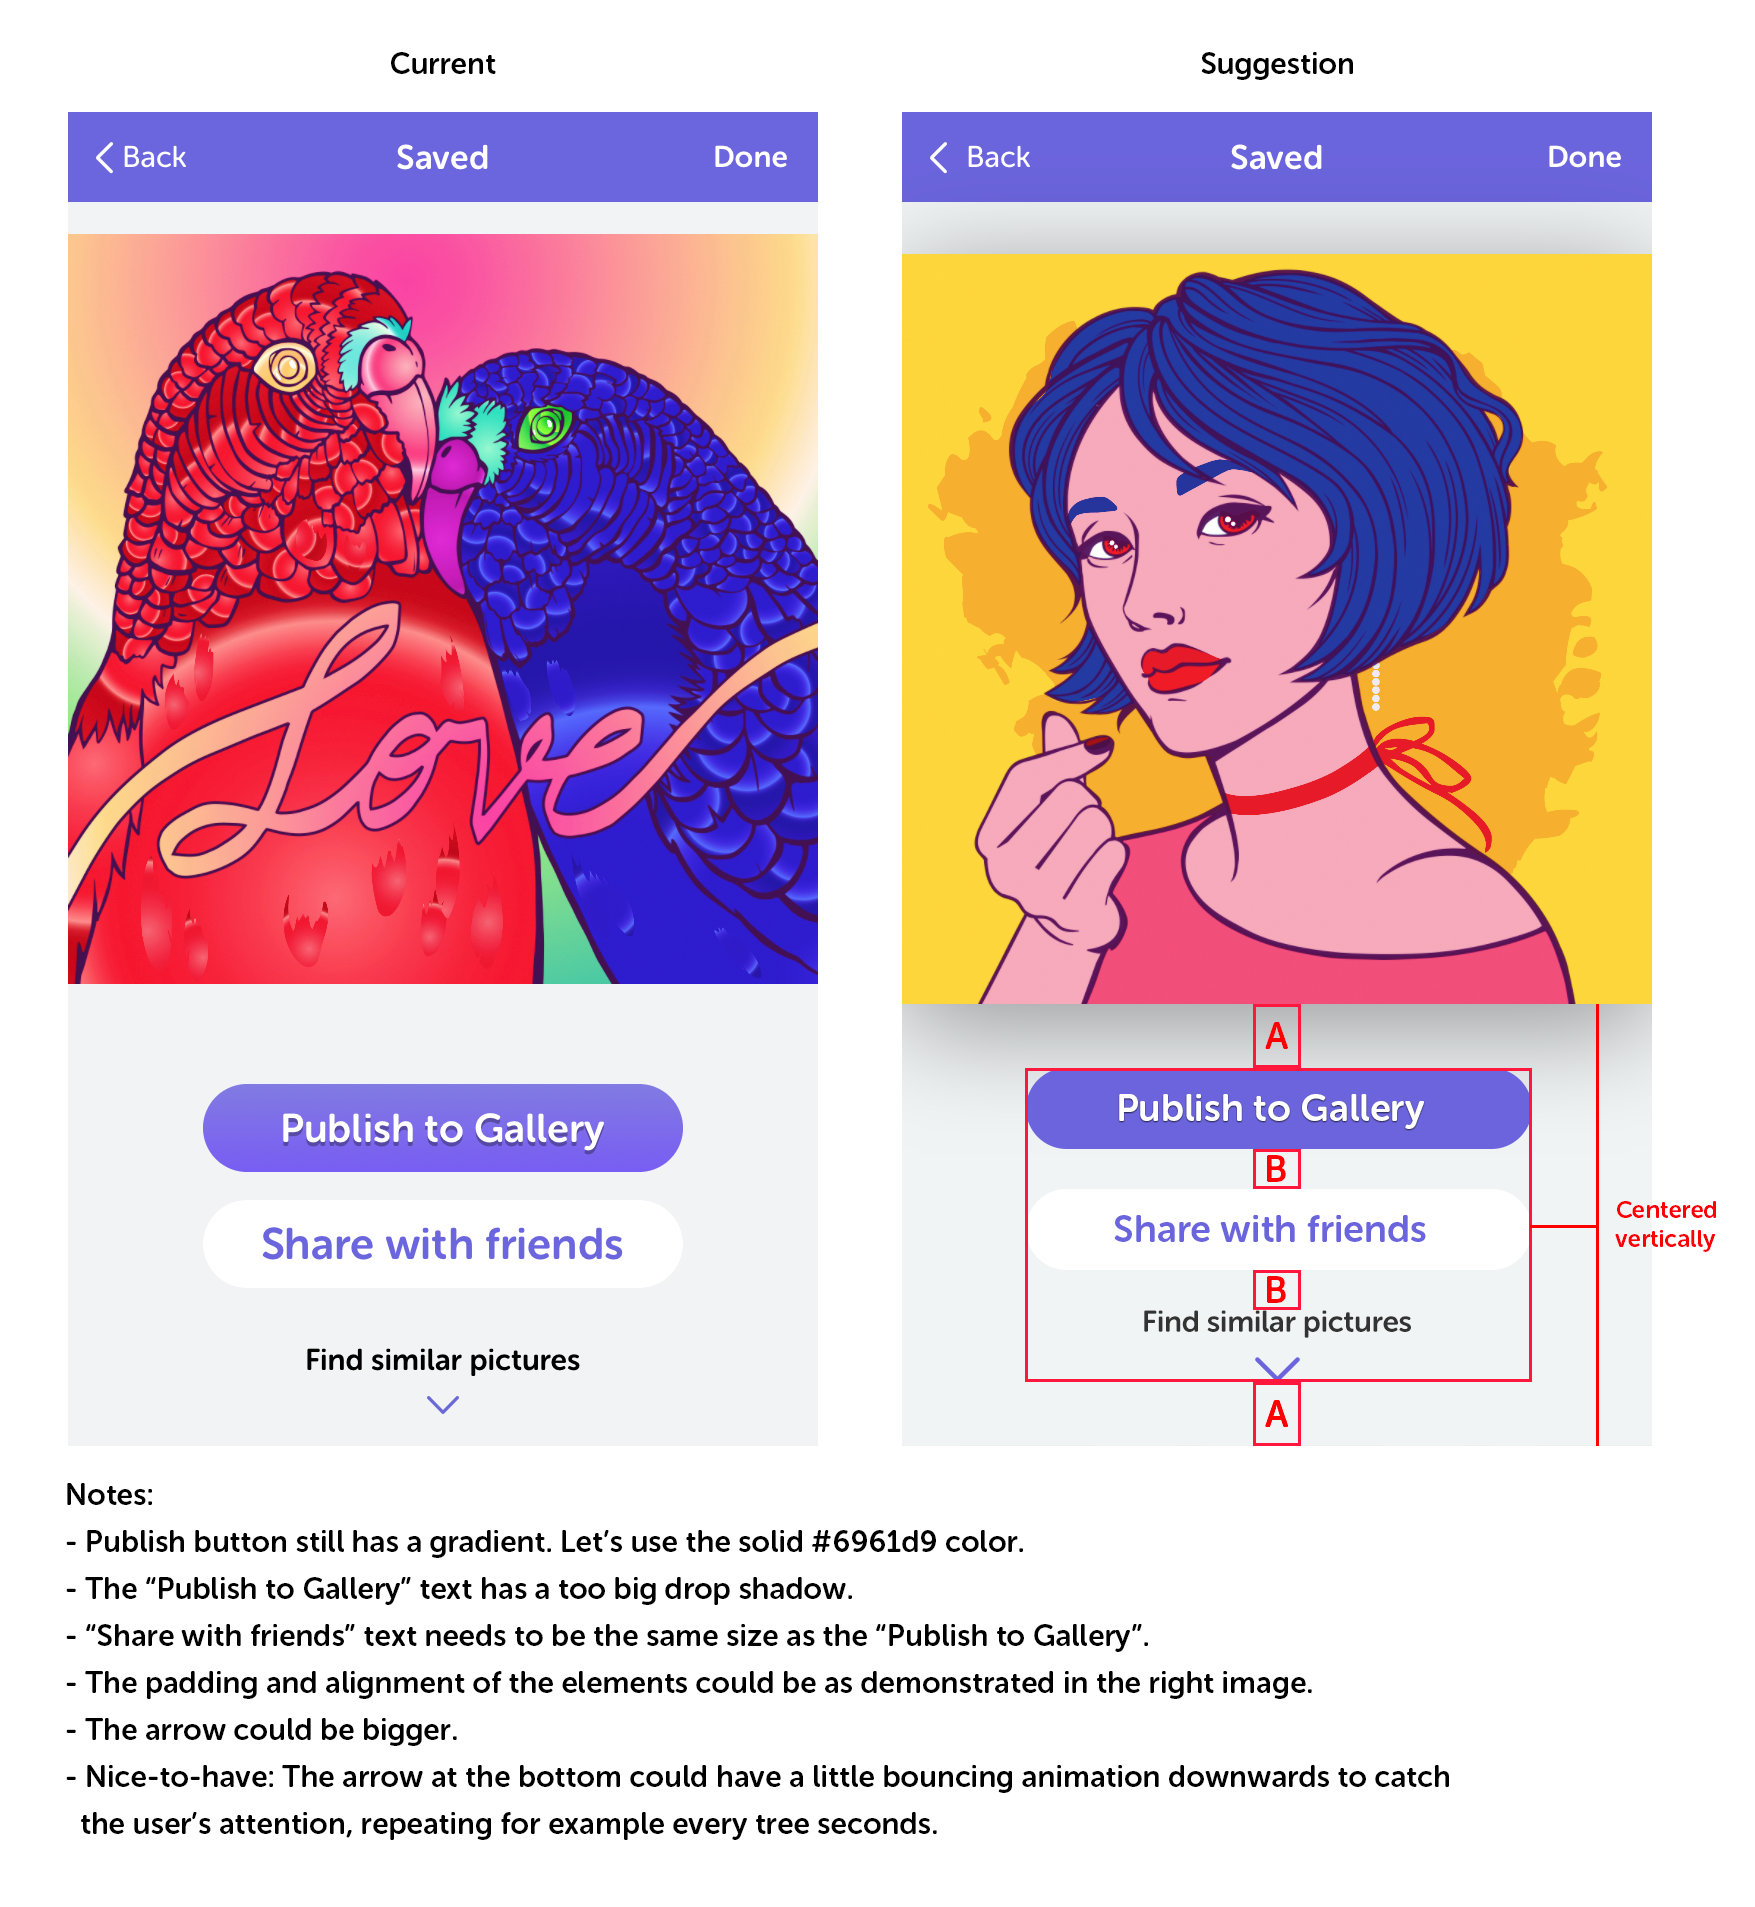 Current
Suggestion
Back
Saved
Done
Back
Saved
Done
Love
A
Publish to Gallery
Publish to Gallery
B
Share with friends
Share with friends
Centered
vertically
B
Find similar pictures
Find similar pictures
A
Notes:
- Publish button still has a gradient. Let’s use the solid #6961d9 color.
- The “Publish to Gallery” text has a too big drop shadow.
- “Share with friends” text needs to be the same size as the “Publish to Gallery”.
- The padding and alignment of the elements could be as demonstrated in the right image.
- The arrow could be bigger.
- Nice-to-have: The arrow at the bottom could have a little bouncing animation downwards to catch
the user’s attention, repeating for example every tree seconds.